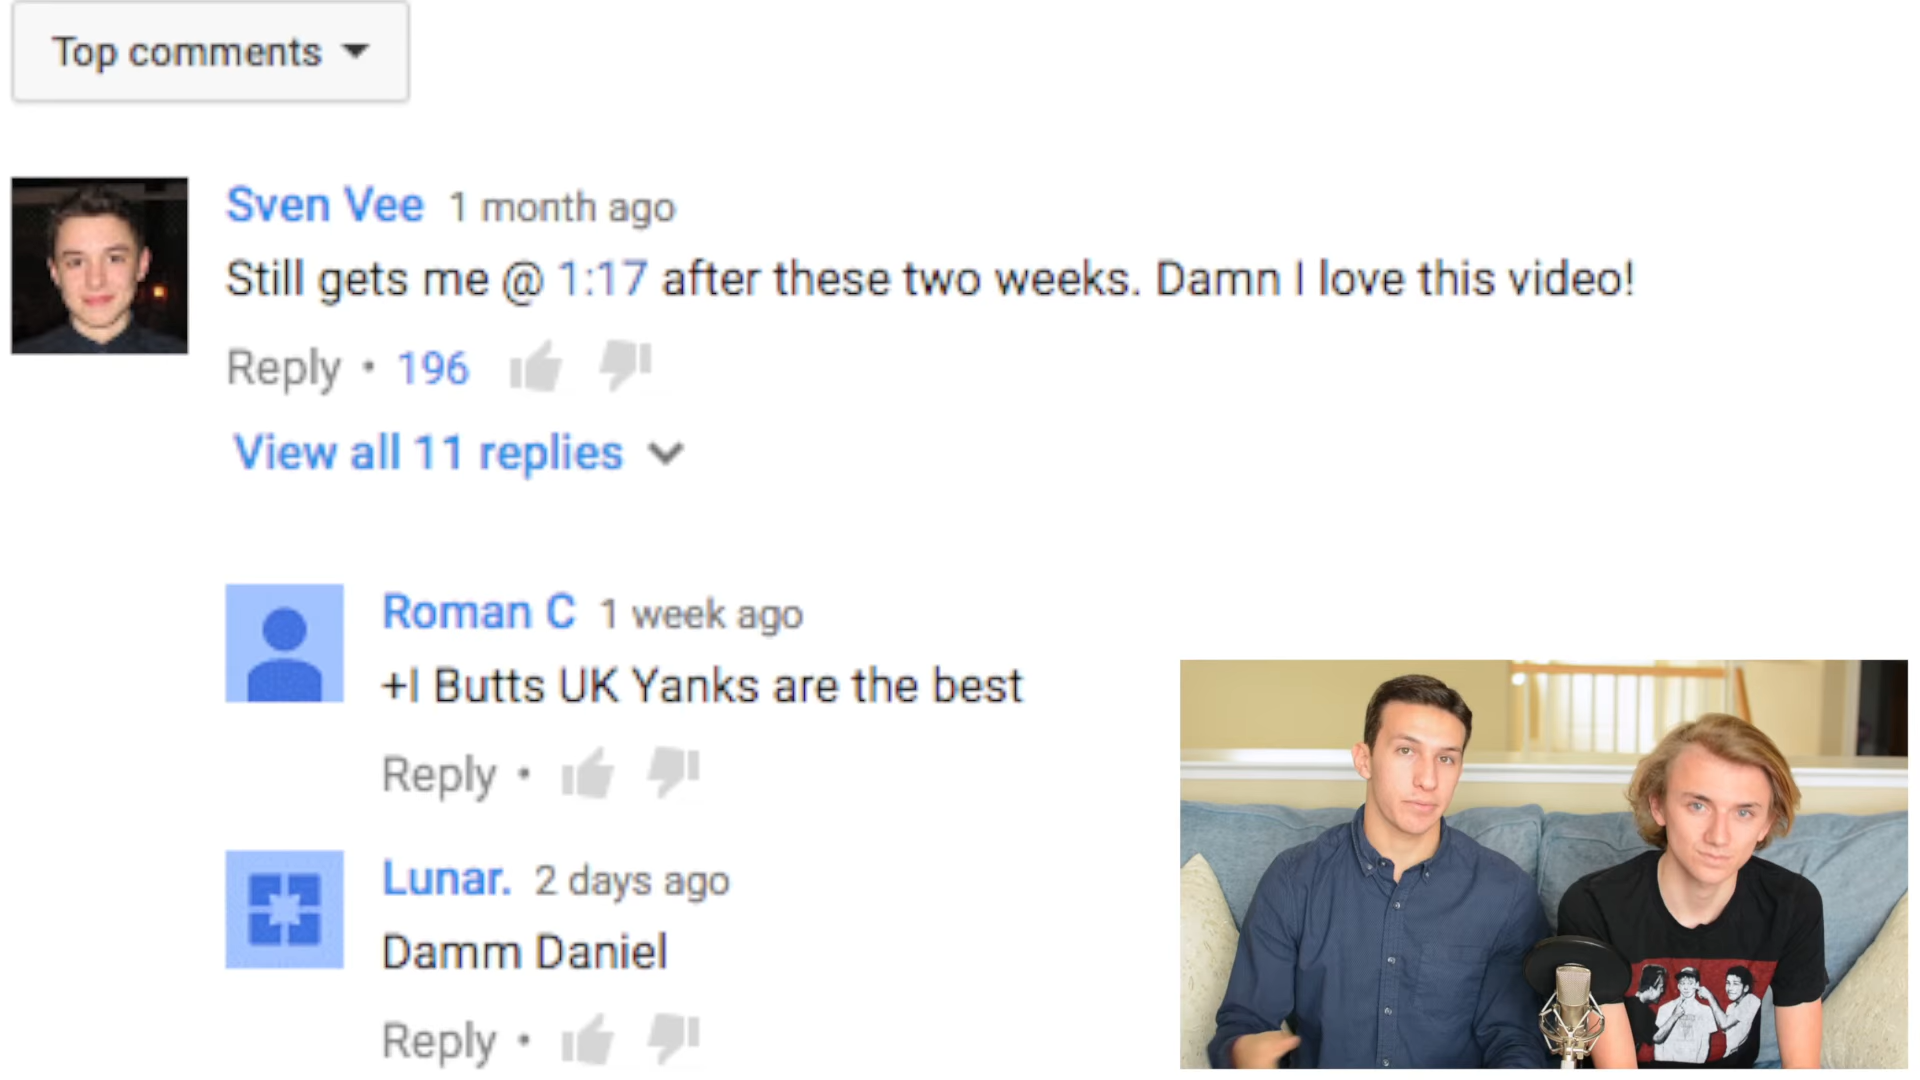 Top comments
Sven Vee 1 month ago
Still gets me @ 1:17 after these two weeks. Damn I love this video!
Reply • 196
View all 11 replies
Roman C 1 week ago
+I Butts UK Yanks are the best
Reply •
Lunar. 2 days ago
Damm Daniel
Reply •